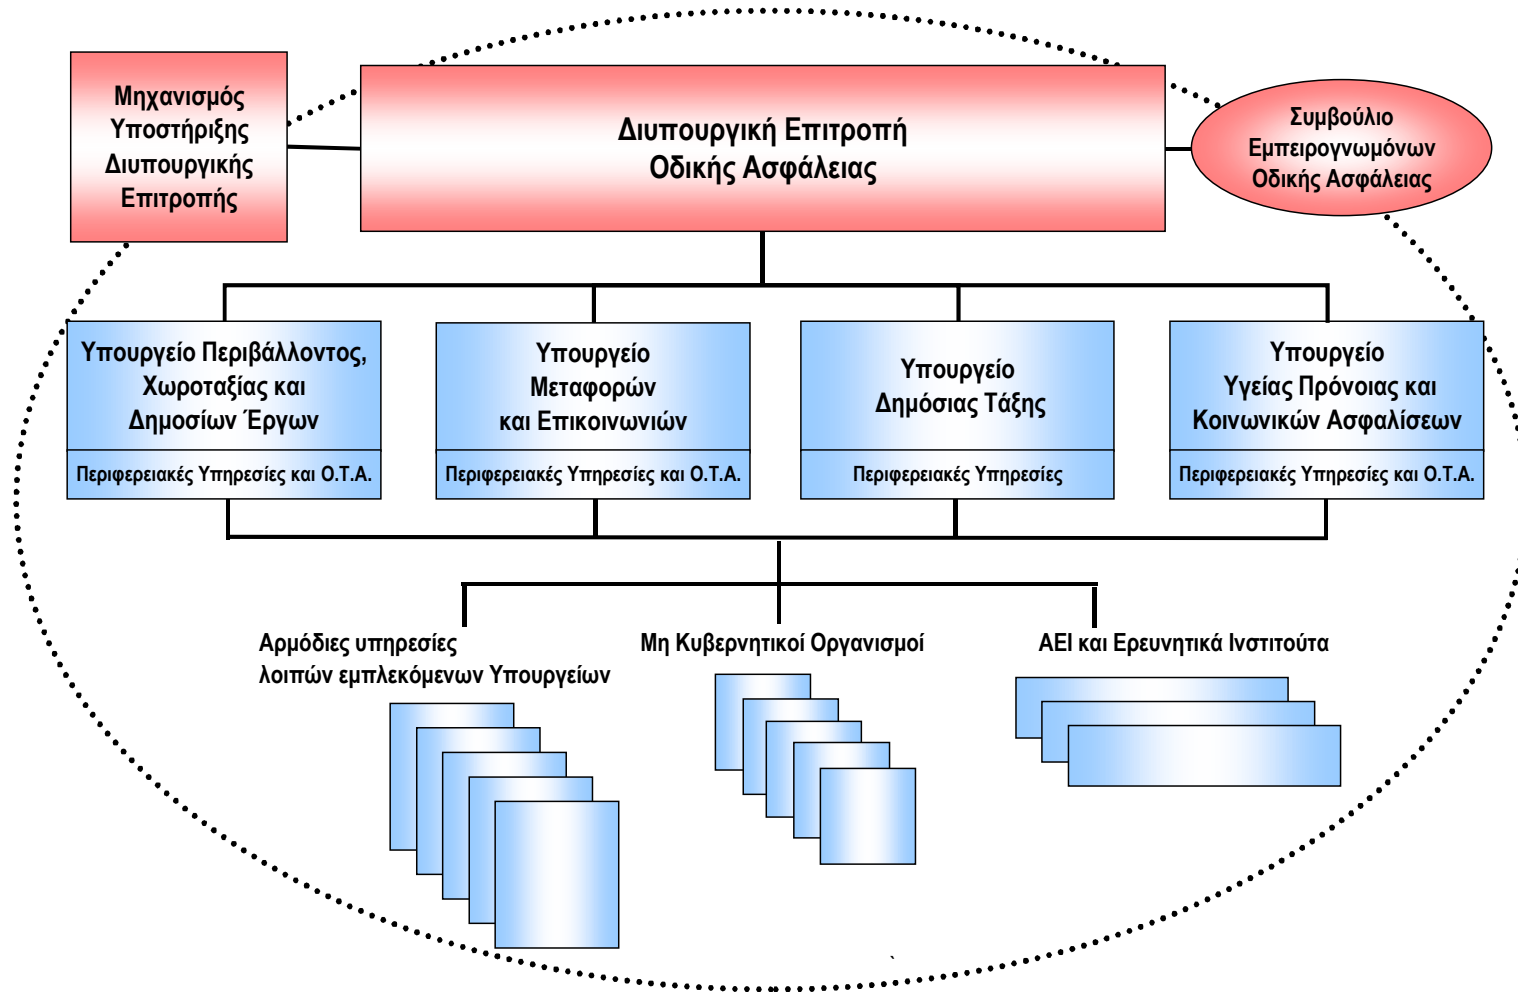 Μηχανισμός
Υποστήριξης
Διυπουργικής
Επιτροπής
Διυπουργική Επιτροπή
Οδικής Ασφάλειας
Συμβούλιο
Εμπειρογνωμόνων
Οδικής Ασφάλειας
Υπουργείο Περιβάλλοντος,
Χωροταξίας και
Δημοσίων Έργων
Περιφερειακές Υπηρεσίες και Ο.Τ.Α.
Υπουργείο
Μεταφορών
και Επικοινωνιών
Περιφερειακές Υπηρεσίες και Ο.Τ.Α.
Υπουργείο
Δημόσιας Τάξης
Περιφερειακές Υπηρεσίες
Υπουργείο
Υγείας Πρόνοιας και
Κοινωνικών Ασφαλίσεων
Περιφερειακές Υπηρεσίες και Ο.Τ.Α.
Αρμόδιες υπηρεσίες
λοιπών εμπλεκόμενων Υπουργείων
Μη Κυβερνητικοί Οργανισμοί
ΑΕΙ και Ερευνητικά Ινστιτούτα